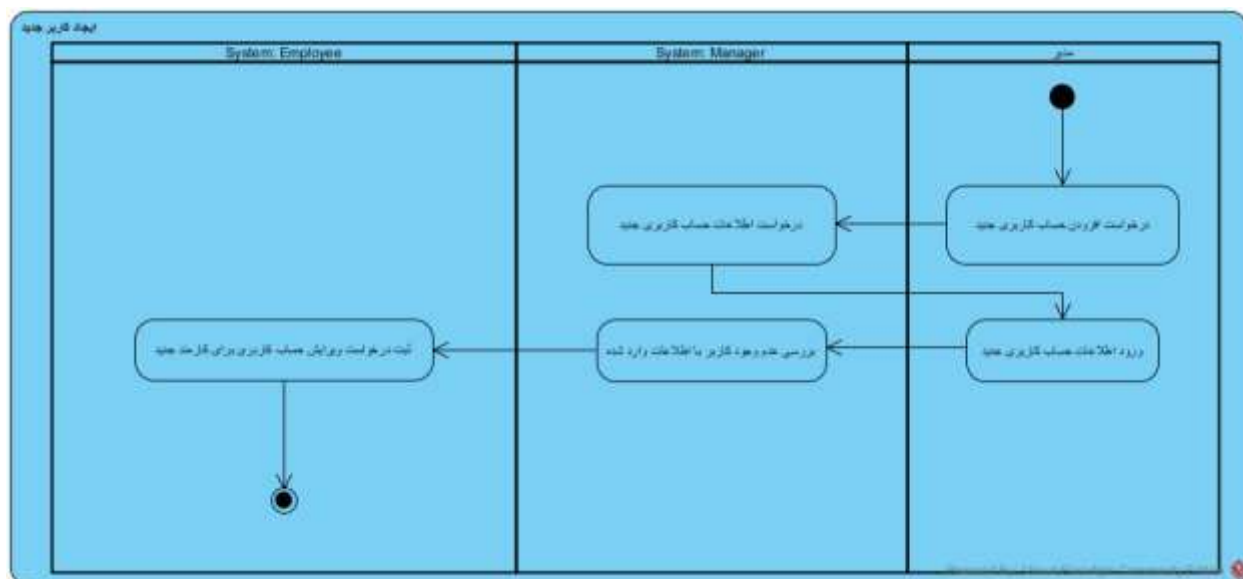 ایجاد کاربر جدید
مدیر
System: Manager
System: Employee
درخواست افزودن حساب کاربری جدید
درخواست اطلاعات حساب کاربری جدید
ورود اطلاعات حساب کاربری جدید
بررسی عدم وجود کاربر با اطلاعات وارد شده
ثبت درخواست ویرایش حساب کاربری برای کارمند جدید